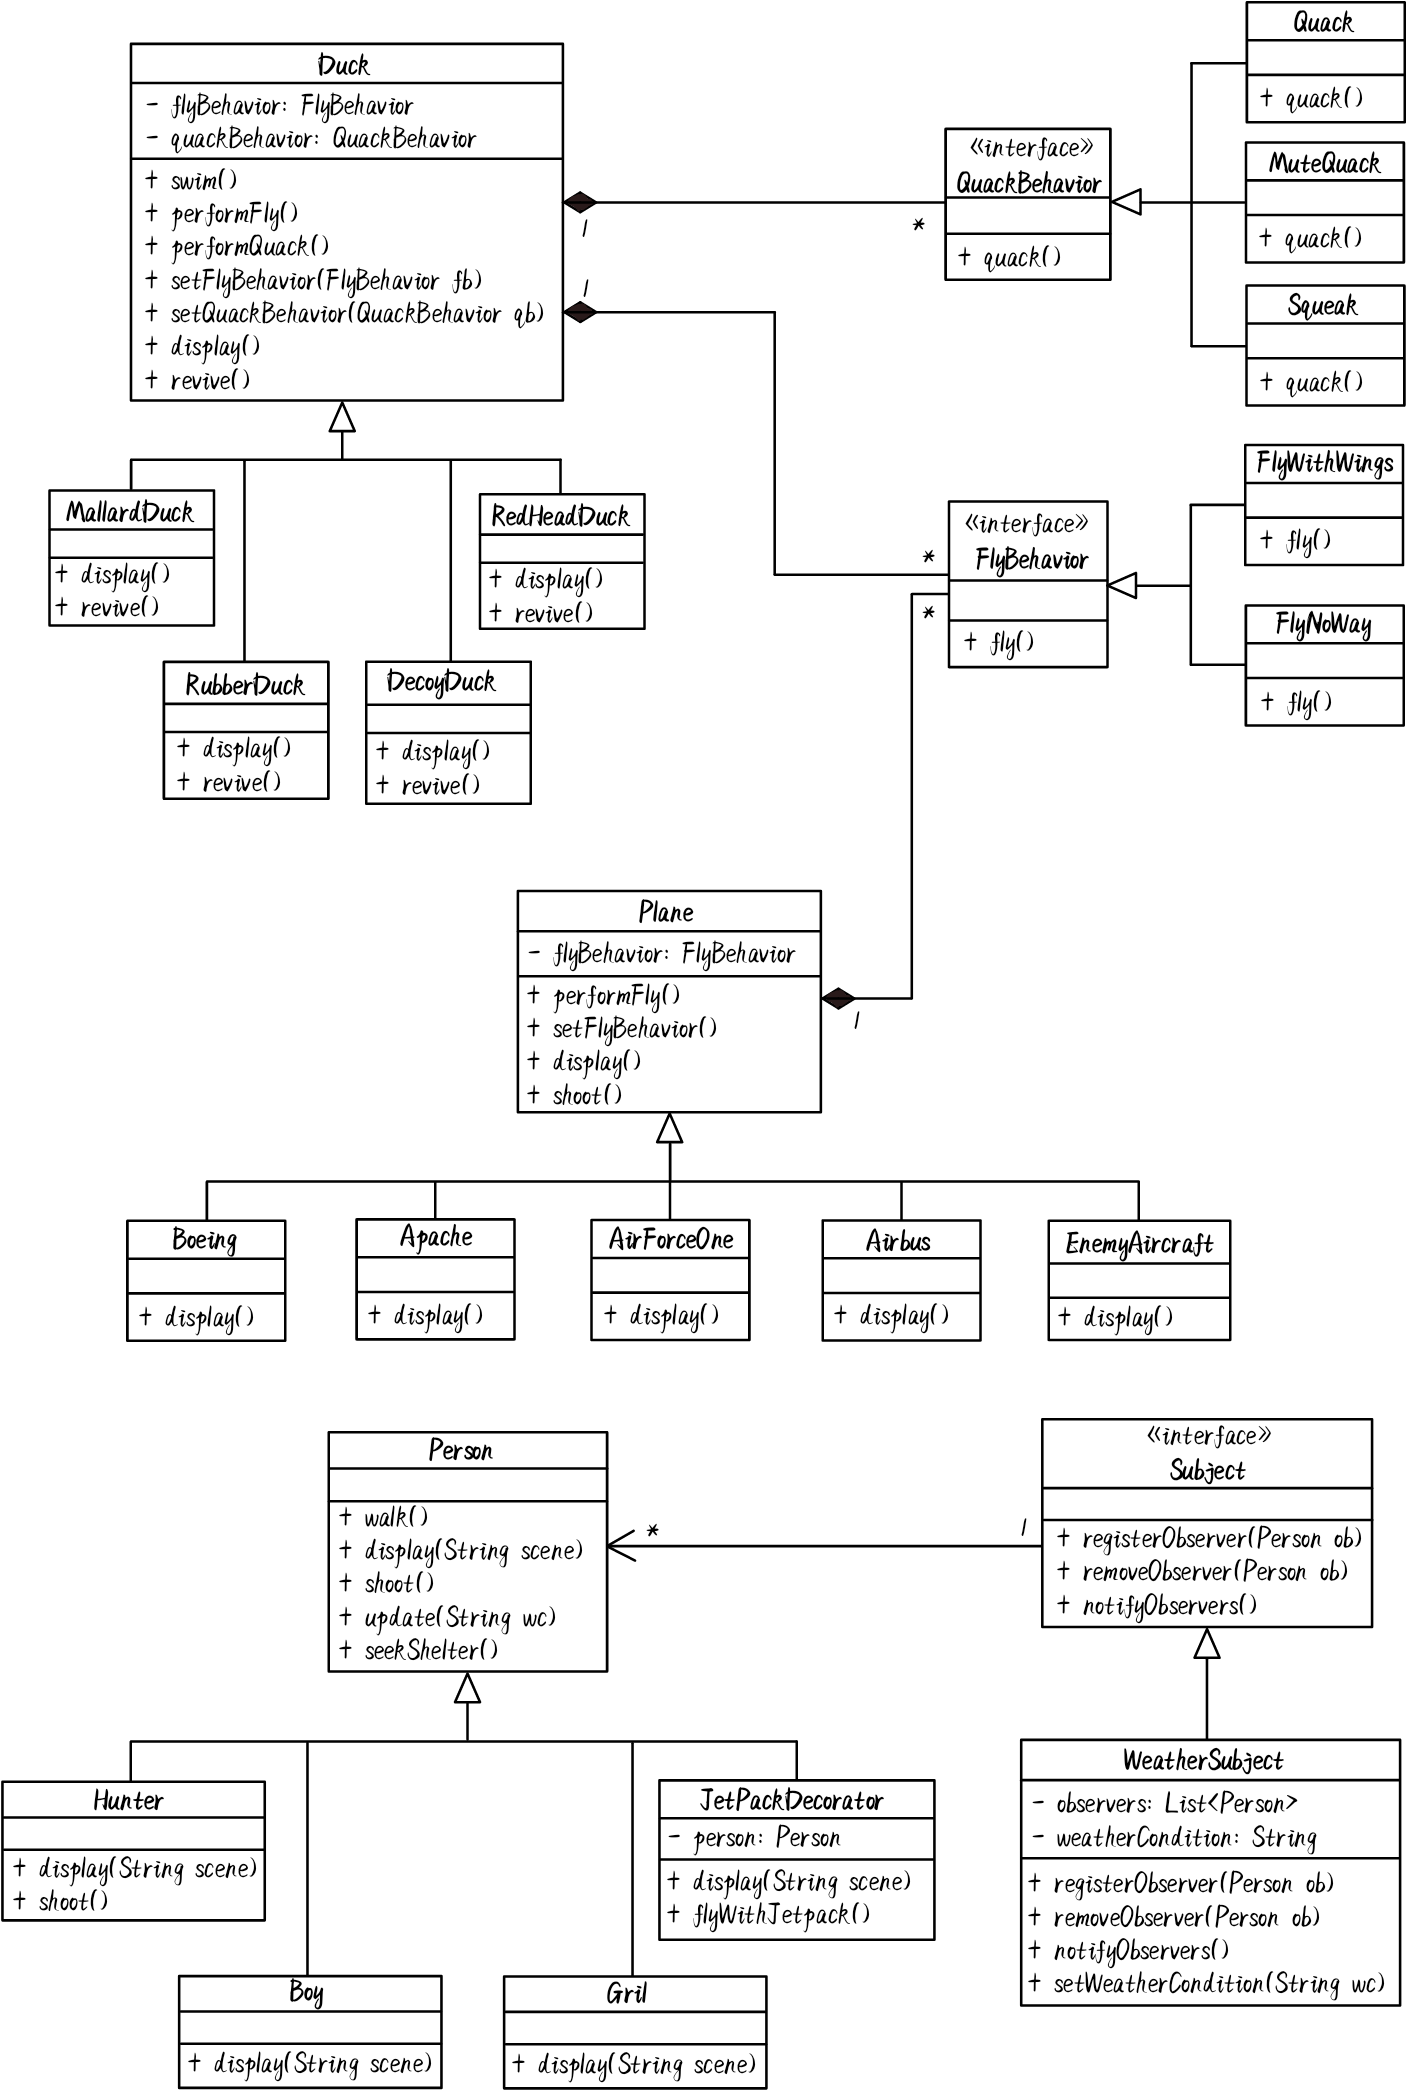 Duck
- flyBehavior: FlyBehavior
- quackBehavior: QuackBehavior
+ swim()
+ performFly()
+ performQuack()
+ setFlyBehavior(FlyBehavior fb)
+ setQuackBehavior(QuackBehavior qb)
+ display()
+ revive()
1
*
1
*
«interface»
QuackBehavior
+ quack()
Quack
+ quack()
MuteQuack
+ quack()
Squeak
+ quack()
MallardDuck
+ display()
+ revive()
RedHeadDuck
+ display()
+ revive()
RubberDuck
+ display()
+ revive()
DecoyDuck
+ display()
+ revive()
«interface»
FlyBehavior
+ fly()
*
FlyWithWings
+ fly()
FlyNoWay
+ fly()
Plane
- flyBehavior: FlyBehavior
+ performFly()
+ setFlyBehavior()
+ display()
+ shoot()
1
Boeing
+ display()
Apache
+ display()
AirForceOne
+ display()
Airbus
+ display()
EnemyAircraft
+ display()
Person
+ walk()
+ display(String scene)
+ shoot()
+ update(String wc)
+ seekShelter()
*
1
«interface»
Subject
+ registerObserver(Person ob)
+ removeObserver(Person ob)
+ notifyObservers()
Hunter
+ display(String scene)
+ shoot()
JetPackDecorator
- person: Person
+ display(String scene)
+ flyWithJetpack()
WeatherSubject
- observers: List<Person>
- weatherCondition: String
+ registerObserver(Person ob)
+ removeObserver(Person ob)
+ notifyObservers()
+ setWeatherCondition(String wc)
Boy
+ display(String scene)
Gril
+ display(String scene)